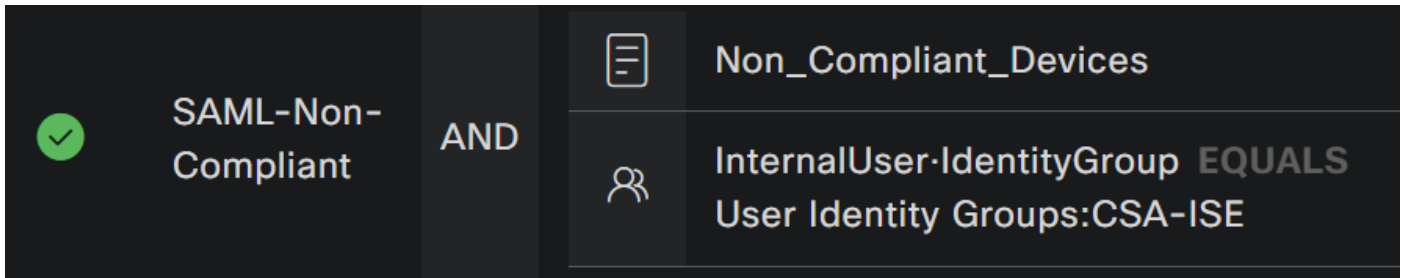 SAML-Non-
Compliant
AND
Non_Compliant_Devices
InternalUser·IdentityGroup EQUALS
User Identity Groups:CSA-ISE